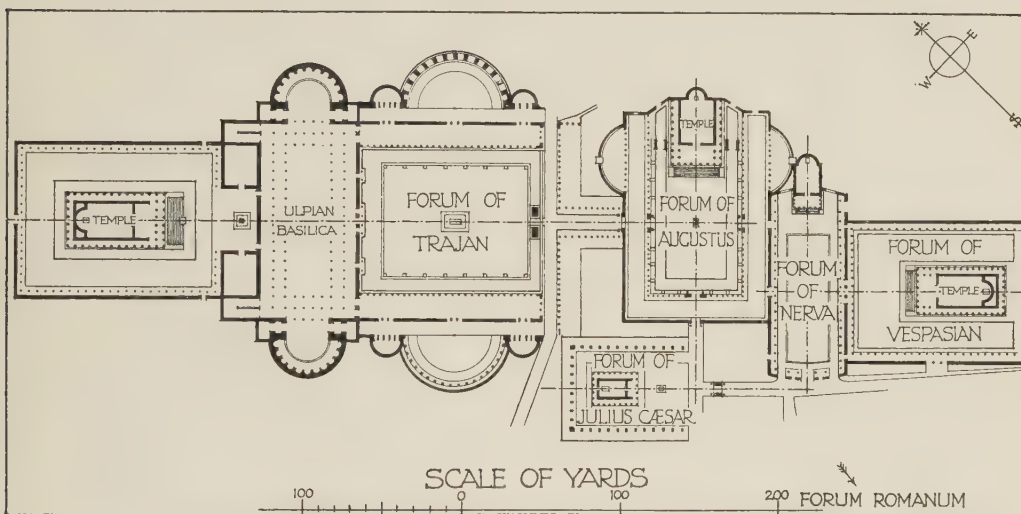 E
W
TEMPLE
ULPIAN
BASILICA
FORUM OF
TRAJAN
TEMPLE
FORUM OF
AUGUSTUS
FORUM
OF
NERVA
FORUM OF
TEMPLE
VESPASIAN
FORUM OF
JULIUS CÆSAR
SCALE OF YARDS
100 0 100 200
FORUM ROMANUM